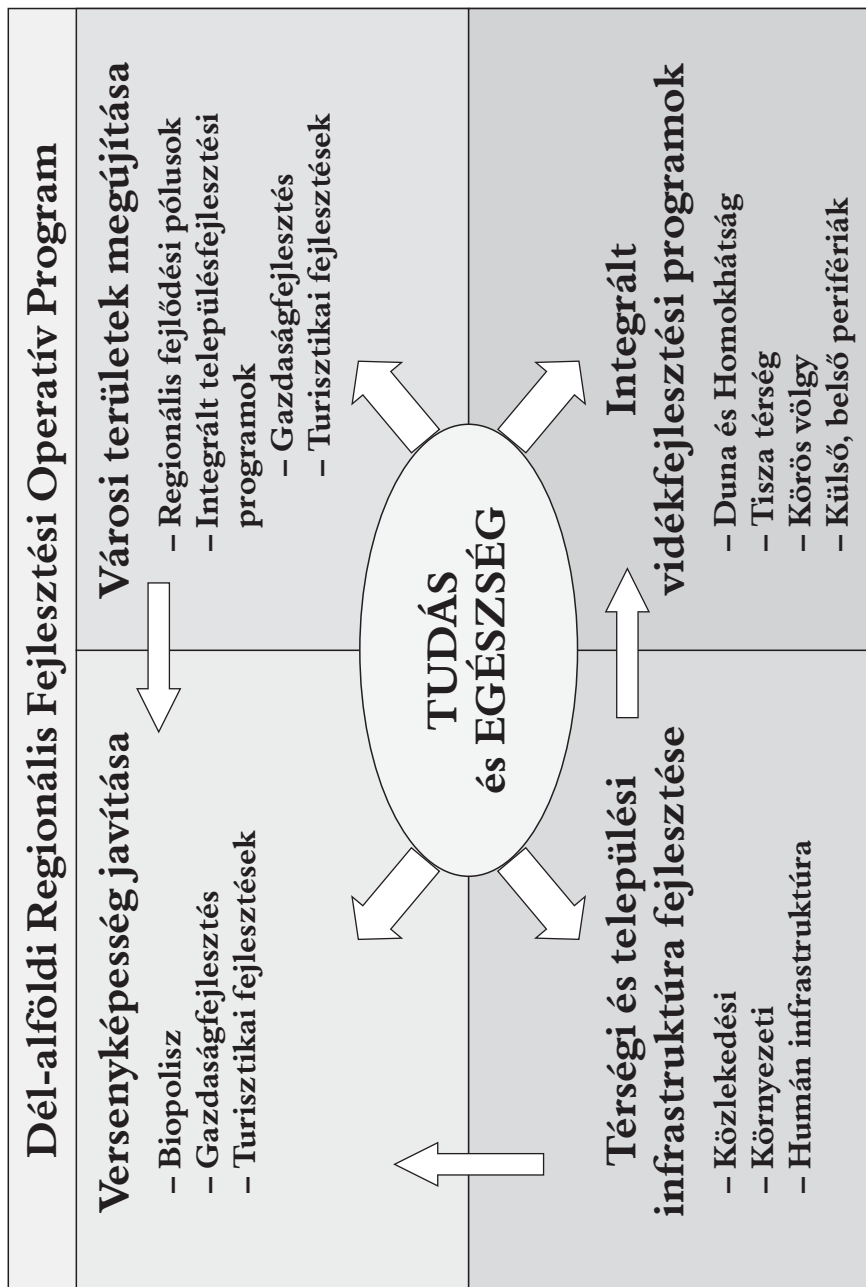 Dél-alföldi Regionális Fejlesztési Operatív Program
Versenyképesség javítása
– Biopolisz
– Gazdaságfejlesztés
– Turisztikai fejlesztések
Városi területek megújítása
– Regionális fejlődési pólusok
– Integrált településfejlesztési
programok
– Gazdaságfejlesztés
– Turisztikai fejlesztések
TUDÁS
és EGÉSZSÉG
Térségi és települési
infrastruktúra fejlesztése
– Közlekedési
– Környezeti
– Humán infrastruktúra
Integrált
vidékfejlesztési programok
– Duna és Homokhátság
– Tisza térség
– Körös völgy
– Külső, belső perifériák